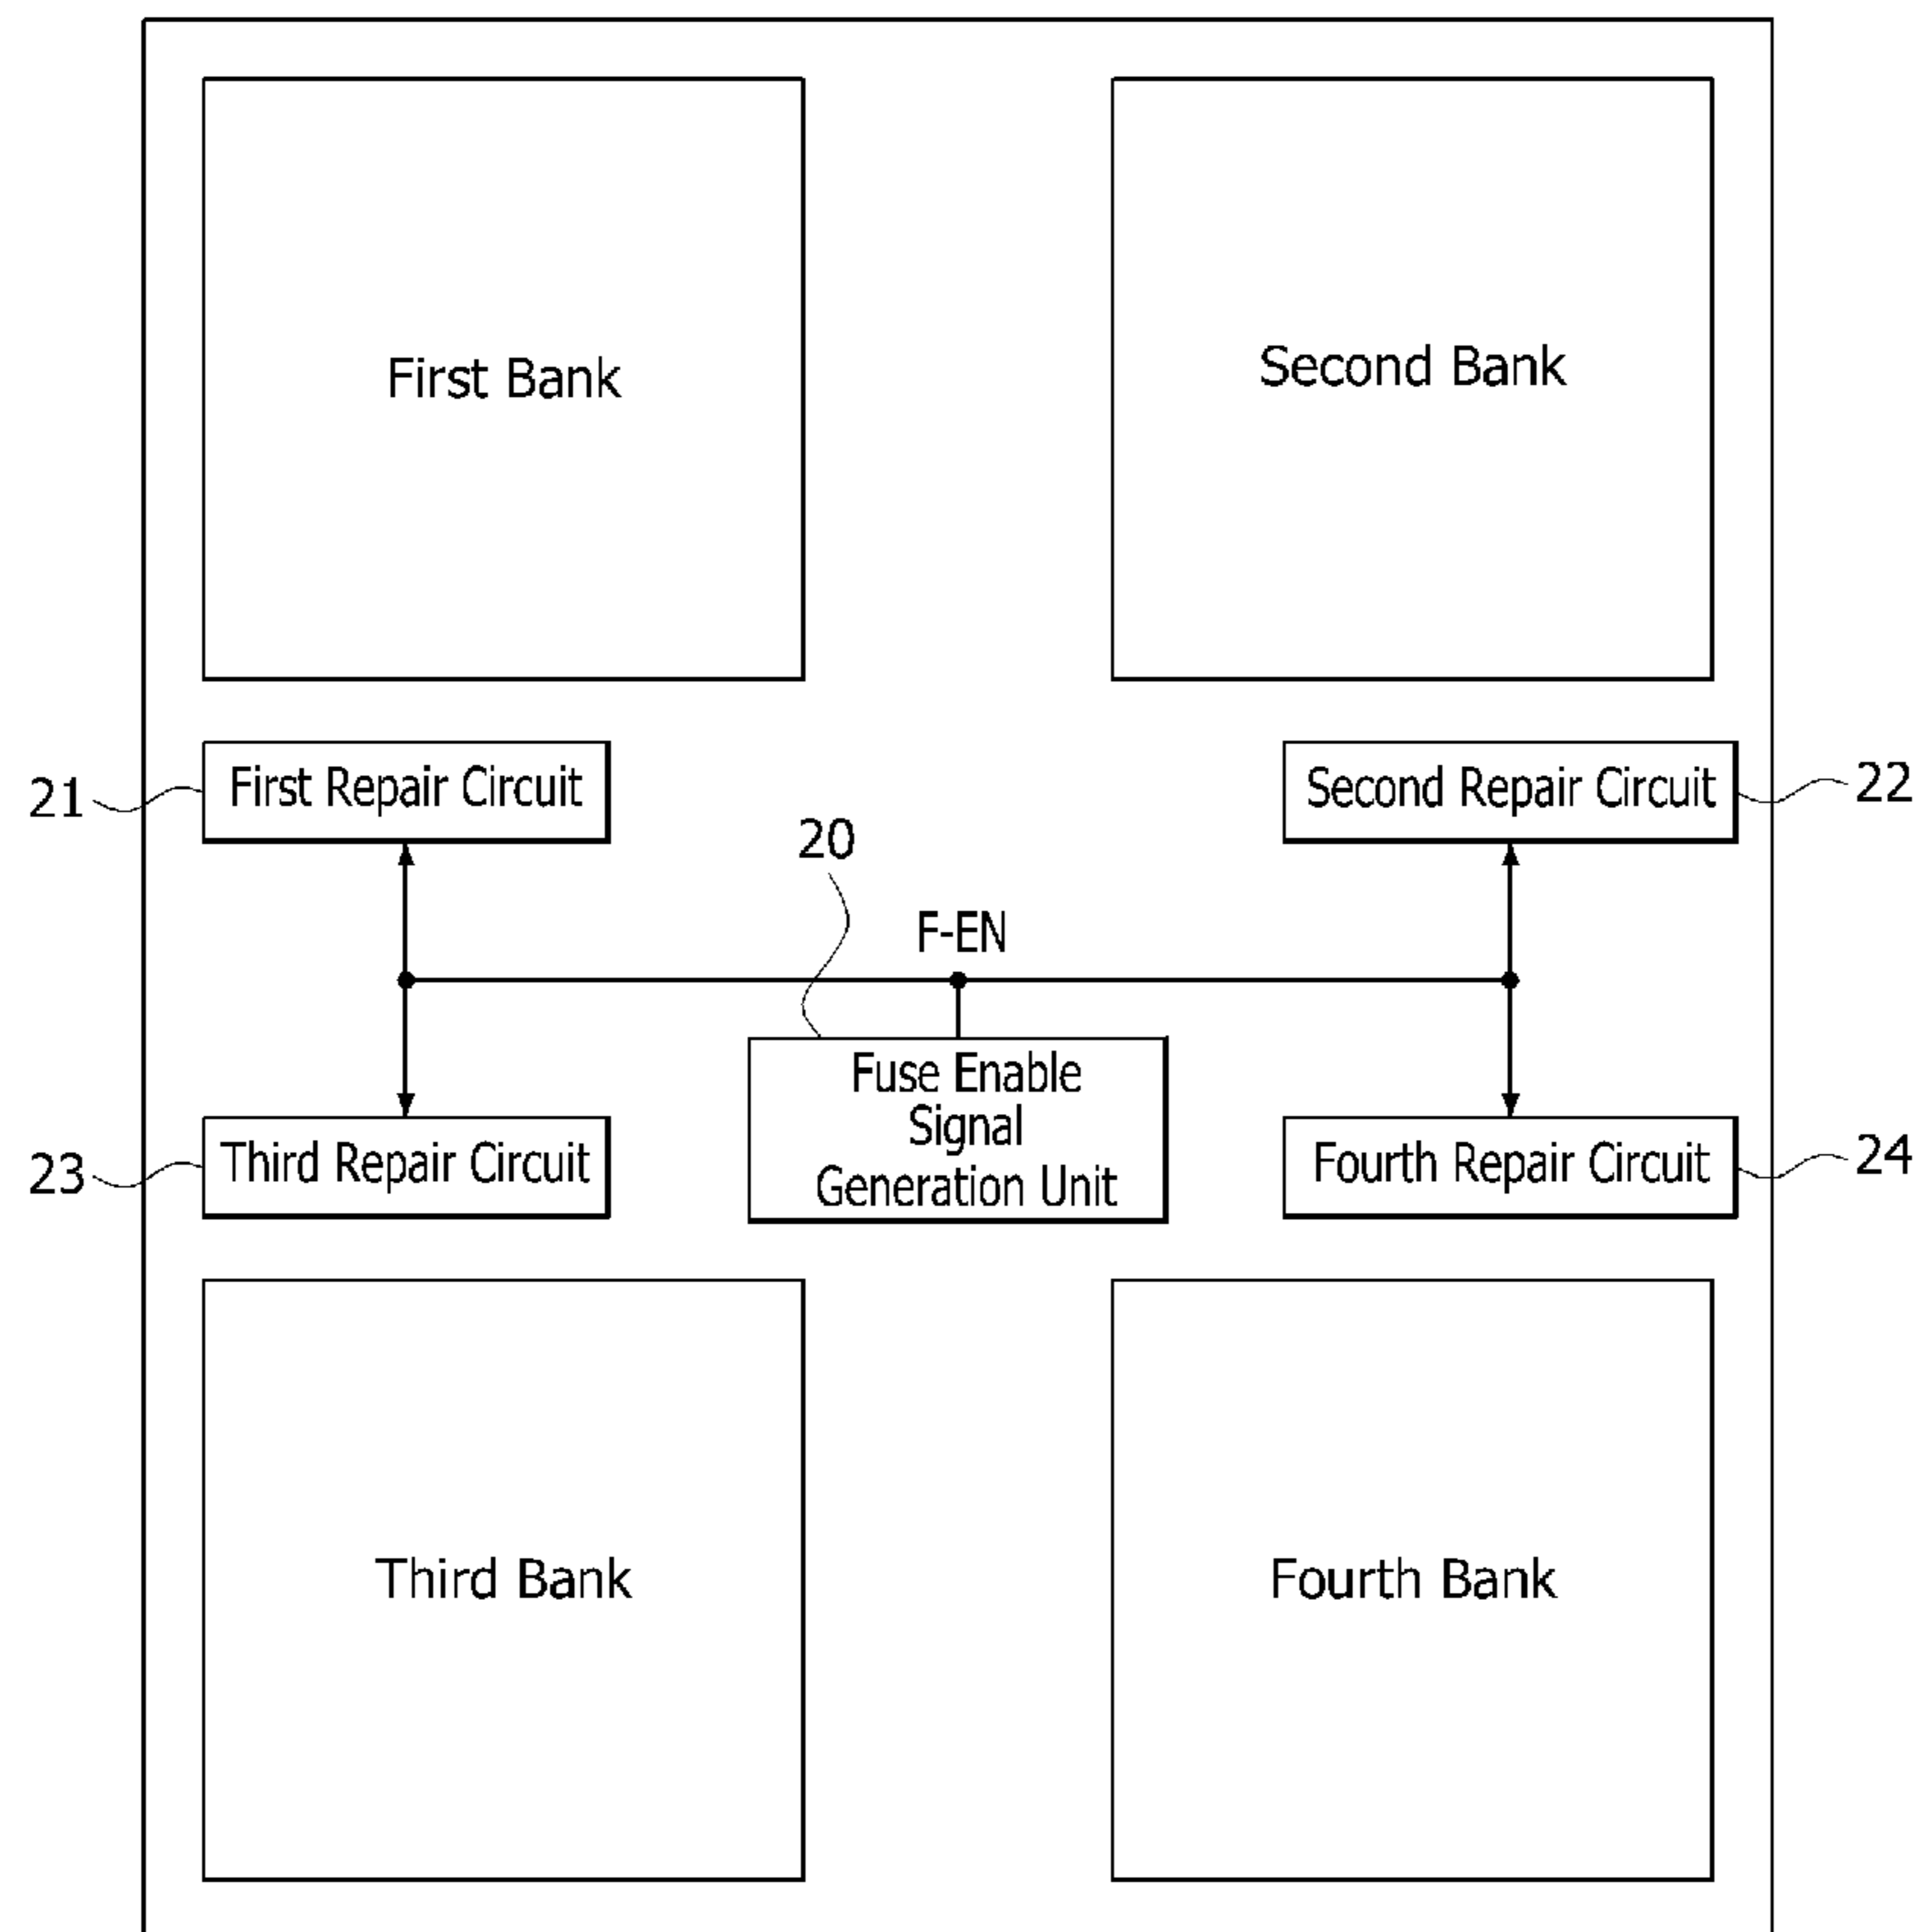 First Bank
Second Bank
21
First Repair Circuit
Second Repair Circuit
22
20
F-EN
Fuse Enable
Signal
Generation Unit
23
Third Repair Circuit
Fourth Repair Circuit
24
Third Bank
Fourth Bank